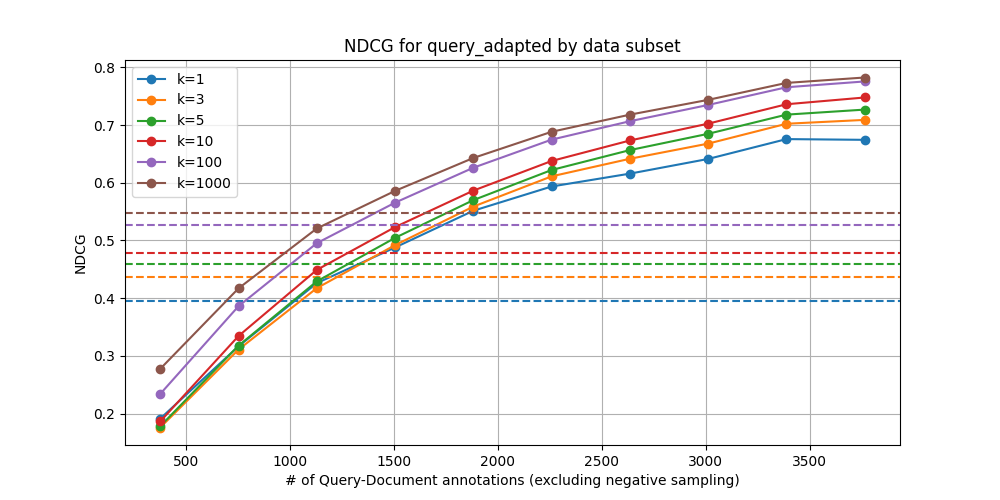 NDCG for query_adapted by data subset
k=1
k=3
k=5
k=10
k=100
k=1000
NDCG
0.8
0.7
0.6
0.5
0.4
0.3
0.2
500
1000
1500
2000
2500
3000
3500
# of Query-Document annotations (excluding negative sampling)